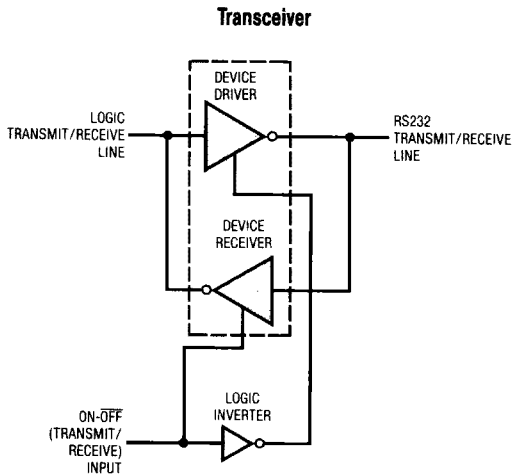 Transceiver
DEVICE
DRIVER
LOGIC
TRANSMIT/RECEIVE
LINE
RS232
TRANSMIT/RECEIVE
LINE
DEVICE
RECEIVER
ON-OFF
(TRANSMIT/
RECEIVE)
INPUT
LOGIC
INVERTER